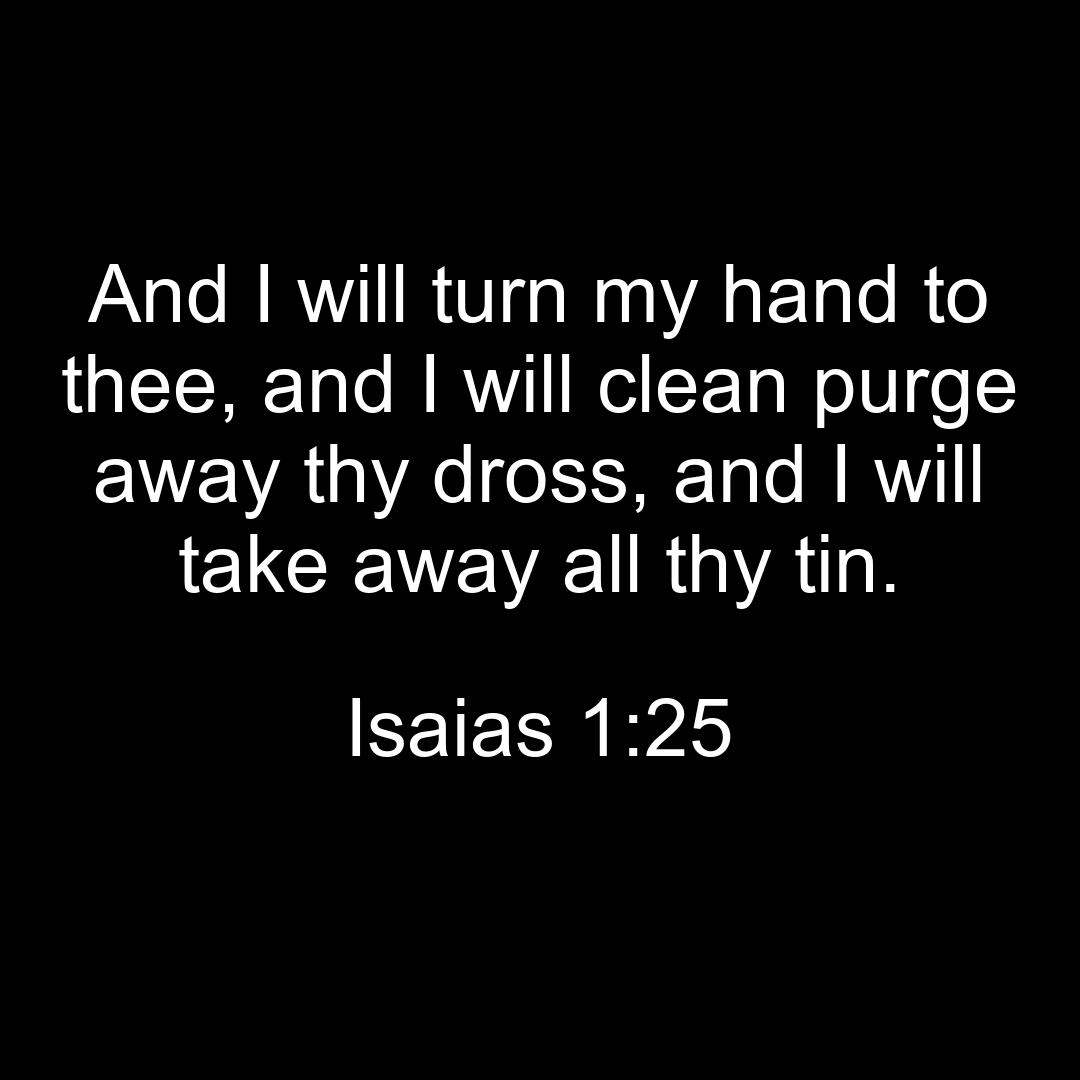 And I will turn my hand to
thee, and I will clean purge
away thy dross, and I will
take away all thy tin.
Isaias 1:25